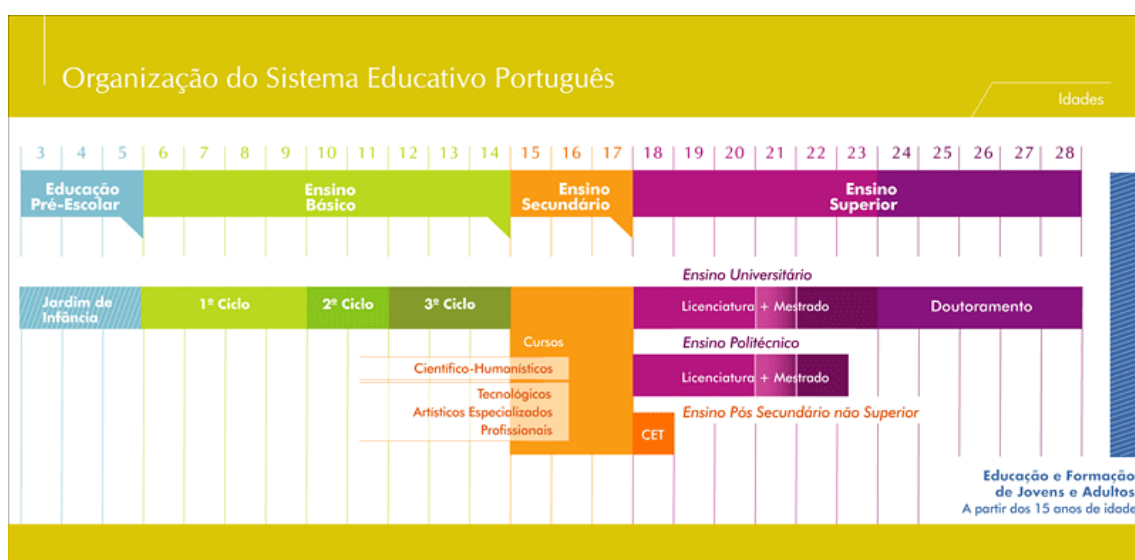 Organização do Sistema Educativo Português
Idades
3 4 5 6 7 8 9 10 11 12 13 14 15 16 17 18 19 20 21 22 23 24 25 26 27 28
Educação
Pré-Escolar
Ensino
Básico
Ensino
Secundário
Ensino
Superior
Ensino Universitário
Jardim de
Infância
1º Ciclo
2º Ciclo
3º Ciclo
Licenciatura + Mestrado
Doutoramento
Cursos
Científico-Humanísticos
Tecnológicos
Artísticos Especializados
Profissionais
Ensino Politécnico
Licenciatura + Mestrado
Ensino Pós Secundário não Superior
CET
Educação e Formação
de Jovens e Adultos
A partir dos 15 anos de idade